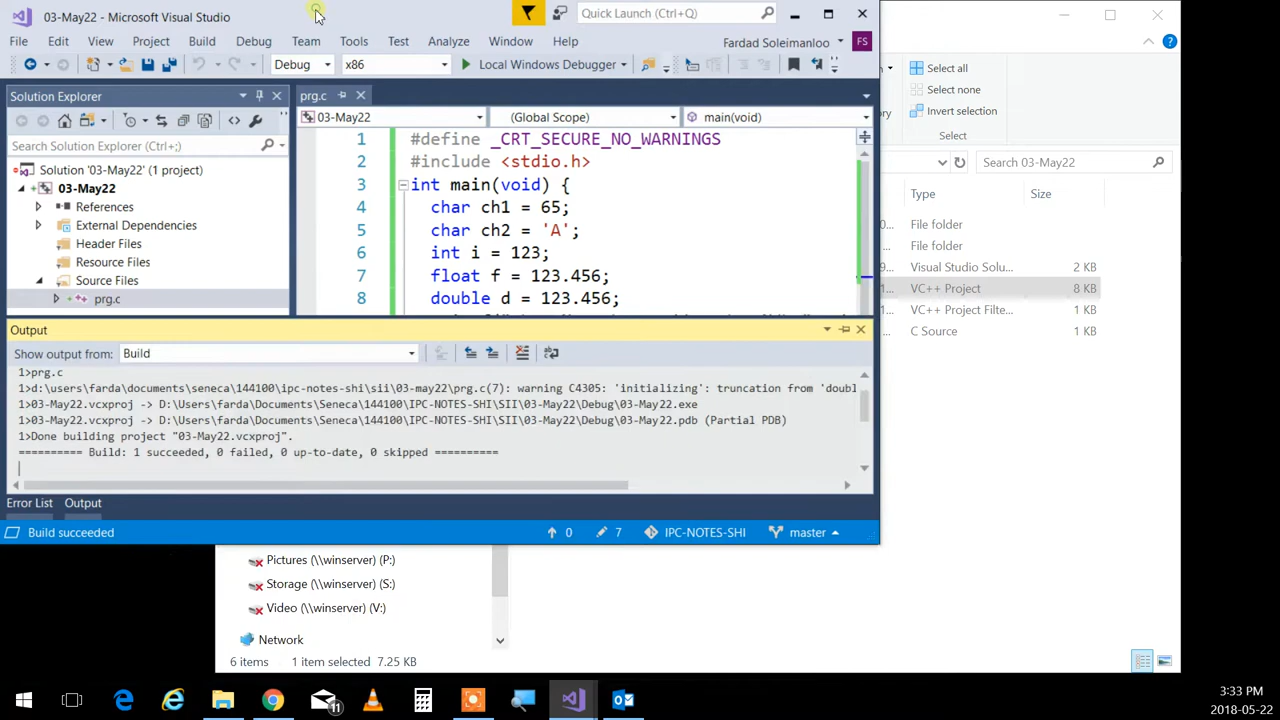 03-May22 - Microsoft Visual Studio
Quick Launch (Ctrl+Q)
File Edit View Project Build Debug Team Tools Test Analyze Window Help Fardad Soleimanloo FS
Debug x86 Local Windows Debugger
Solution Explorer
Search Solution Explorer (Ctrl+;)
Solution '03-May22' (1 project)
03-May22
References
External Dependencies
Header Files
Resource Files
Source Files
prg.c
prg.c
03-May22 (Global Scope) main(void)
1 #define _CRT_SECURE_NO_WARNINGS
2 #include <stdio.h>
3 int main(void) {
4 char ch1 = 65;
5 char ch2 = 'A';
6 int i = 123;
7 float f = 123.456;
8 double d = 123.456;
Output
Show output from: Build
1>prg.c
1>d:\users\farda\documents\seneca\144100\ipc-notes-shi\sii\03-may22\prg.c(7): warning C4305: 'initializing': truncation from 'doubl
1>03-May22.vcxproj -> D:\Users\farda\Documents\Seneca\144100\IPC-NOTES-SHI\SII\03-May22\Debug\03-May22.exe
1>03-May22.vcxproj -> D:\Users\farda\Documents\Seneca\144100\IPC-NOTES-SHI\SII\03-May22\Debug\03-May22.pdb (Partial PDB)
1>Done building project "03-May22.vcxproj".
========== Build: 1 succeeded, 0 failed, 0 up-to-date, 0 skipped ==========
Error List Output
Build succeeded 0 7 IPC-NOTES-SHI master
Select all
Select none
Invert selection
Select
Search 03-May22
Type Size
File folder
File folder
Visual Studio Solu... 2 KB
VC++ Project 8 KB
VC++ Project Filte... 1 KB
C Source 1 KB
Pictures (\\winserver) (P:)
Storage (\\winserver) (S:)
Video (\\winserver) (V:)
Network
6 items 1 item selected 7.25 KB
11
3:33 PM
2018-05-22